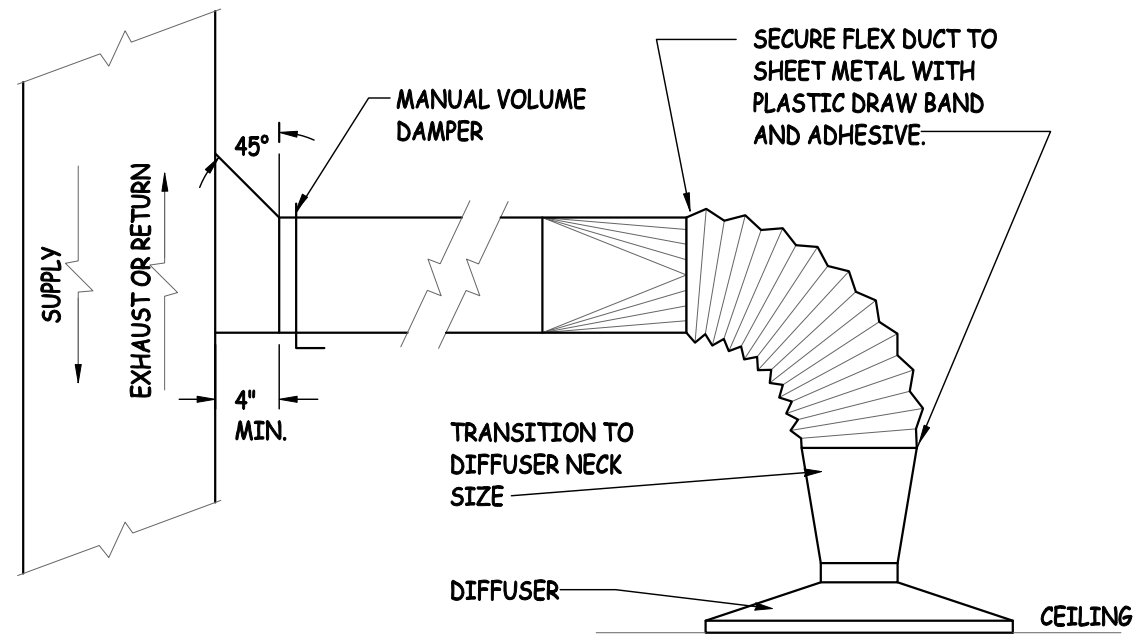 SECURE FLEX DUCT TO
SHEET METAL WITH
PLASTIC DRAW BAND
AND ADHESIVE.
MANUAL VOLUME
DAMPER
45°
SUPPLY
EXHAUST OR RETURN
4"
MIN.
TRANSITION TO
DIFFUSER NECK
SIZE
DIFFUSER
CEILING